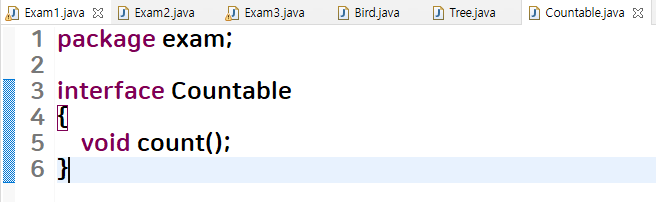 Exam1.java Exam2.java Exam3.java Bird.java Tree.java Countable.java
1 package exam;
2
3 interface Countable
4 {
5 void count();
6 }